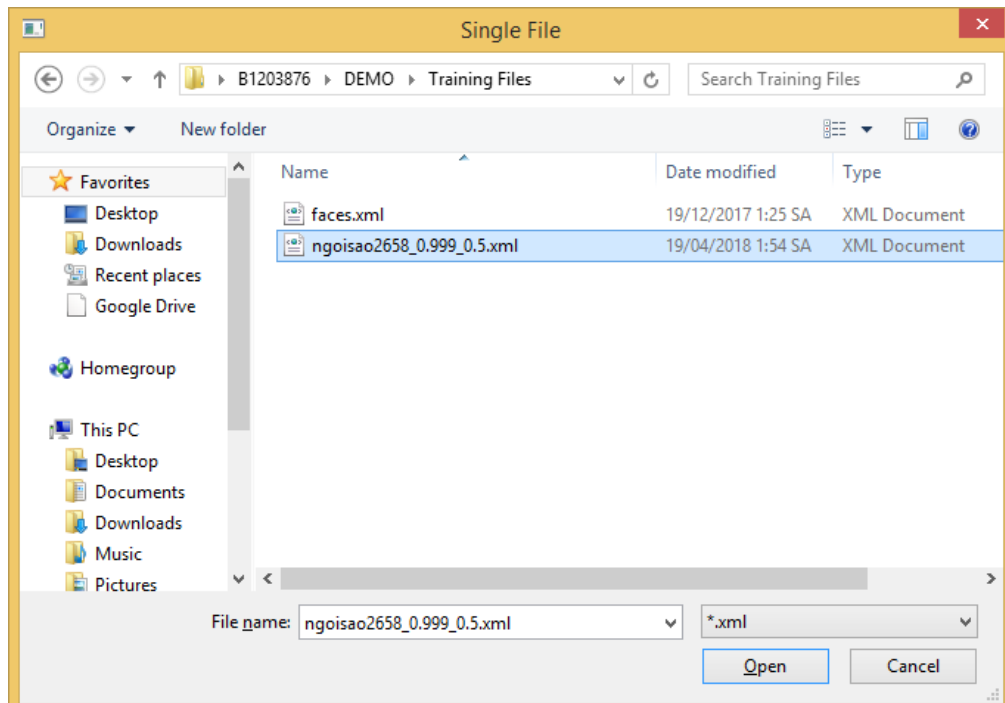 Single File
B1203876 DEMO Training Files
Search Training Files
Organize
New folder
Name Date modified Type
faces.xml 19/12/2017 1:25 SA XML Document
ngoisao2658_0.999_0.5.xml 19/04/2018 1:54 SA XML Document
Favorites
Desktop
Downloads
Recent places
Google Drive
Homegroup
This PC
Desktop
Documents
Downloads
Music
Pictures
File name: ngoisao2658_0.999_0.5.xml *.xml
Open Cancel